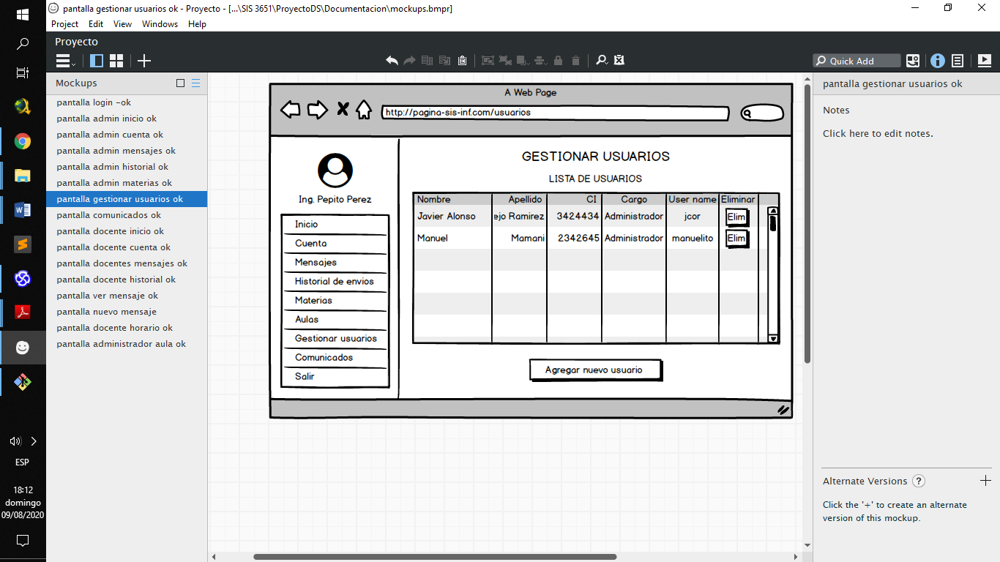 pantalla gestionar usuarios ok - Proyecto - [...\SIS 3651\ProyectoDS\Documentacion\mockups.bmpr]
Project Edit View Windows Help
Proyecto
Quick Add
Mockups
pantalla login -ok
pantalla admin inicio ok
pantalla admin cuenta ok
pantalla admin mensajes ok
pantalla admin historial ok
pantalla admin materias ok
pantalla gestionar usuarios ok
pantalla comunicados ok
pantalla docente inicio ok
pantalla docente cuenta ok
pantalla docentes mensajes ok
pantalla docente historial ok
pantalla ver mensaje ok
pantalla nuevo mensaje
pantalla docente horario ok
pantalla administrador aula ok
A Web Page
http://pagina-sis-inf.com/usuarios
Ing. Pepito Perez
Inicio
Cuenta
Mensajes
Historial de envios
Materias
Aulas
Gestionar usuarios
Comunicados
Salir
GESTIONAR USUARIOS
LISTA DE USUARIOS
Nombre Apellido CI Cargo User name Eliminar
Javier Alonso ejo Ramirez 3424434 Administrador jcor Elim
Manuel Mamani 2342645 Administrador manuelito Elim
Agregar nuevo usuario
pantalla gestionar usuarios ok
Notes
Click here to edit notes.
Alternate Versions ?
Click the '+' to create an alternate
version of this mockup.
ESP
18:12
domingo
09/08/2020